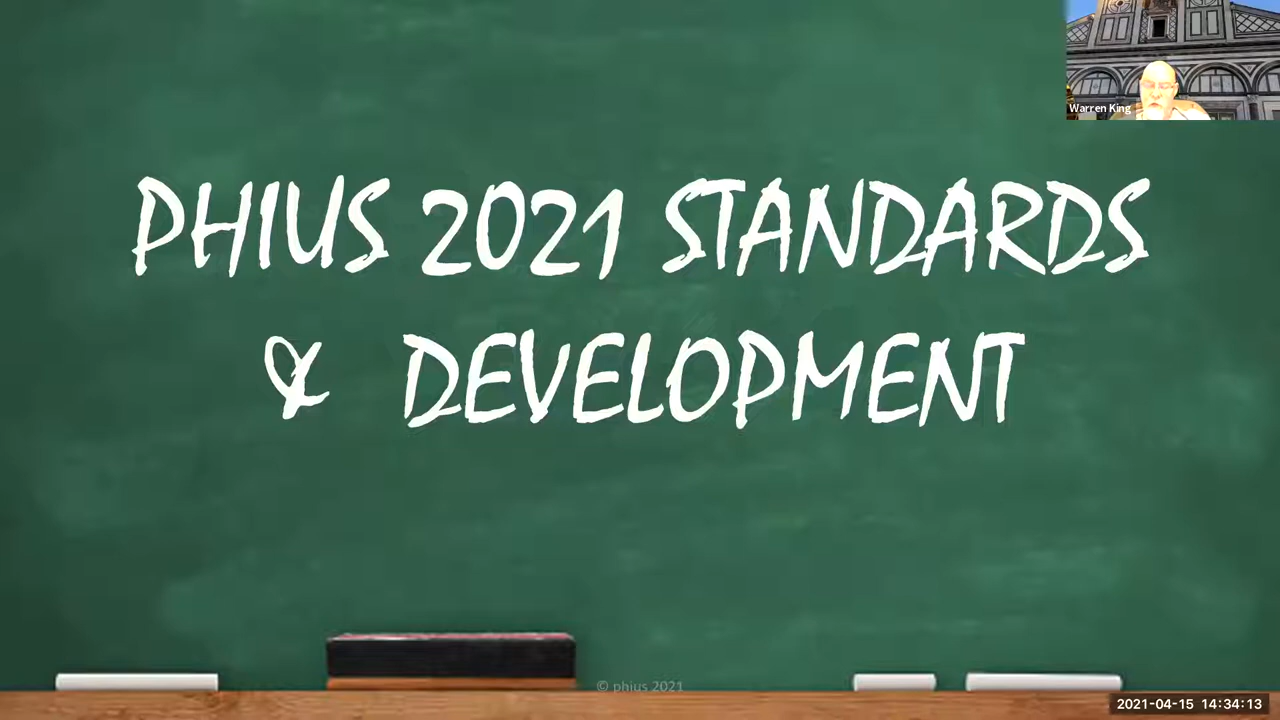 Warren King
PHIUS 2021 STANDARDS
& DEVELOPMENT
© phius 2021
2021-04-15 14:34:13